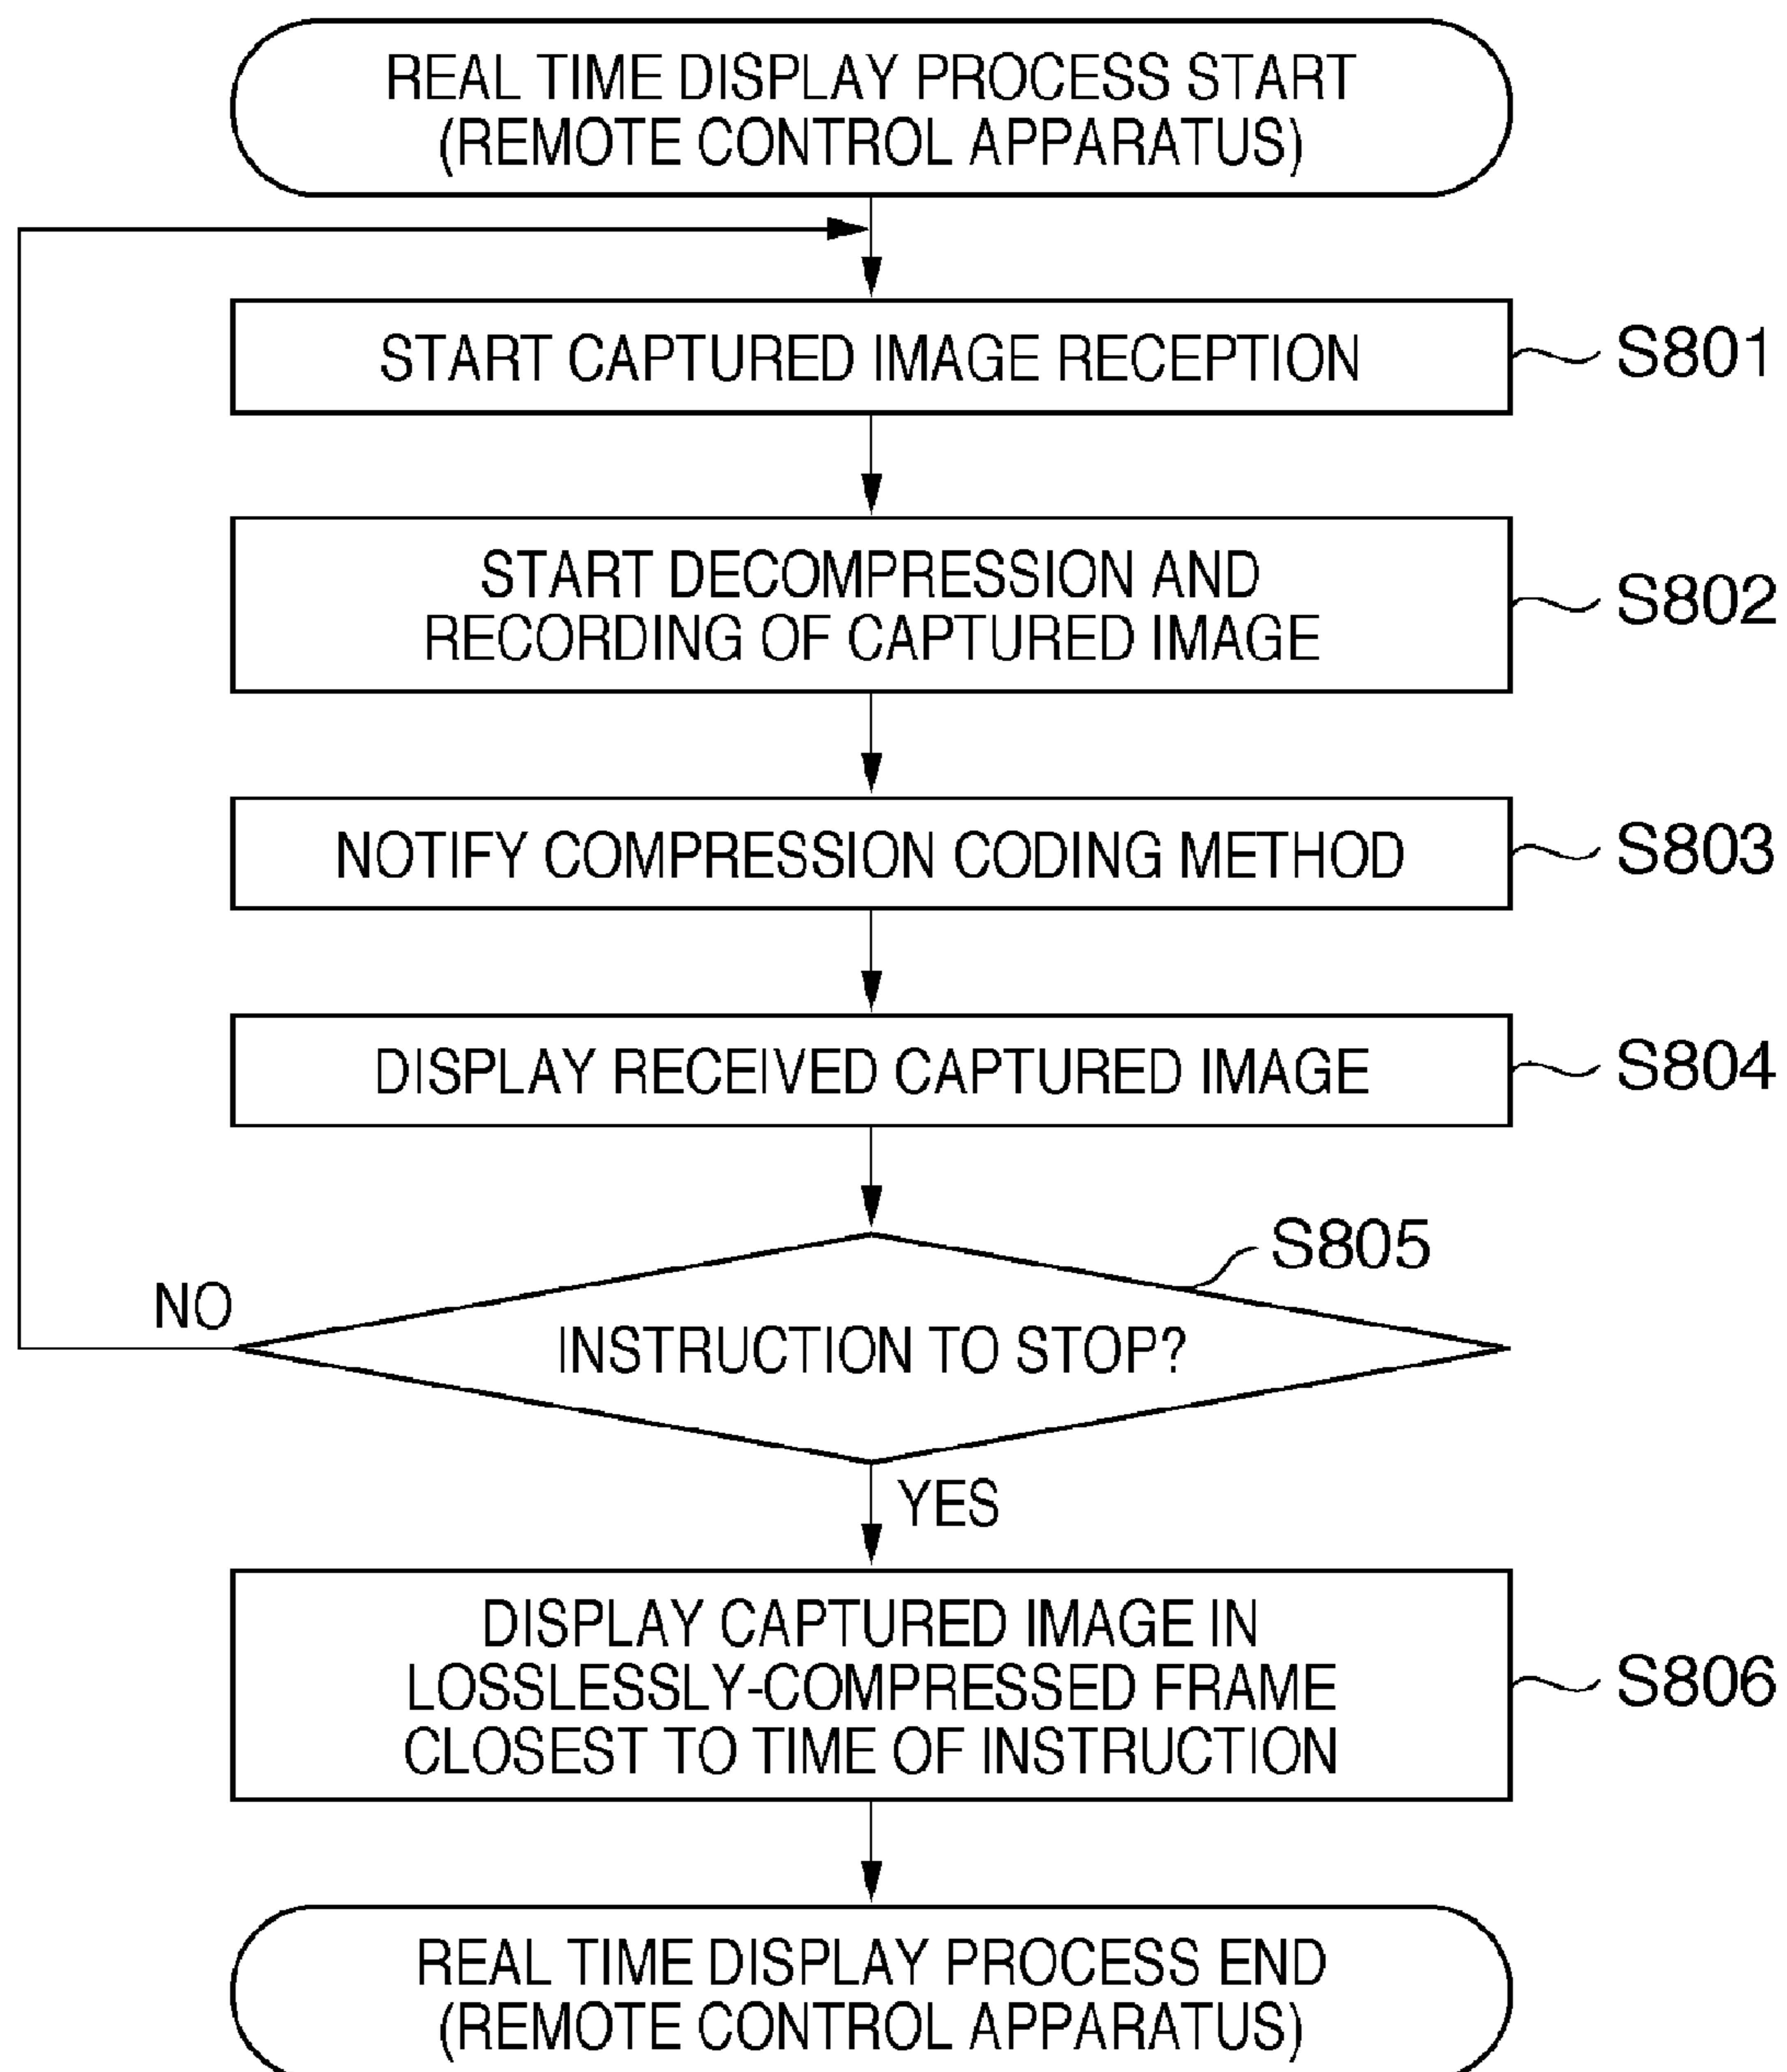 REAL TIME DISPLAY PROCESS START
(REMOTE CONTROL APPARATUS)
START CAPTURED IMAGE RECEPTION
S801
START DECOMPRESSION AND
RECORDING OF CAPTURED IMAGE
S802
NOTIFY COMPRESSION CODING METHOD
S803
DISPLAY RECEIVED CAPTURED IMAGE
S804
S805
NO
INSTRUCTION TO STOP?
YES
DISPLAY CAPTURED IMAGE IN
LOSSLESSLY-COMPRESSED FRAME
CLOSEST TO TIME OF INSTRUCTION
S806
REAL TIME DISPLAY PROCESS END
(REMOTE CONTROL APPARATUS)